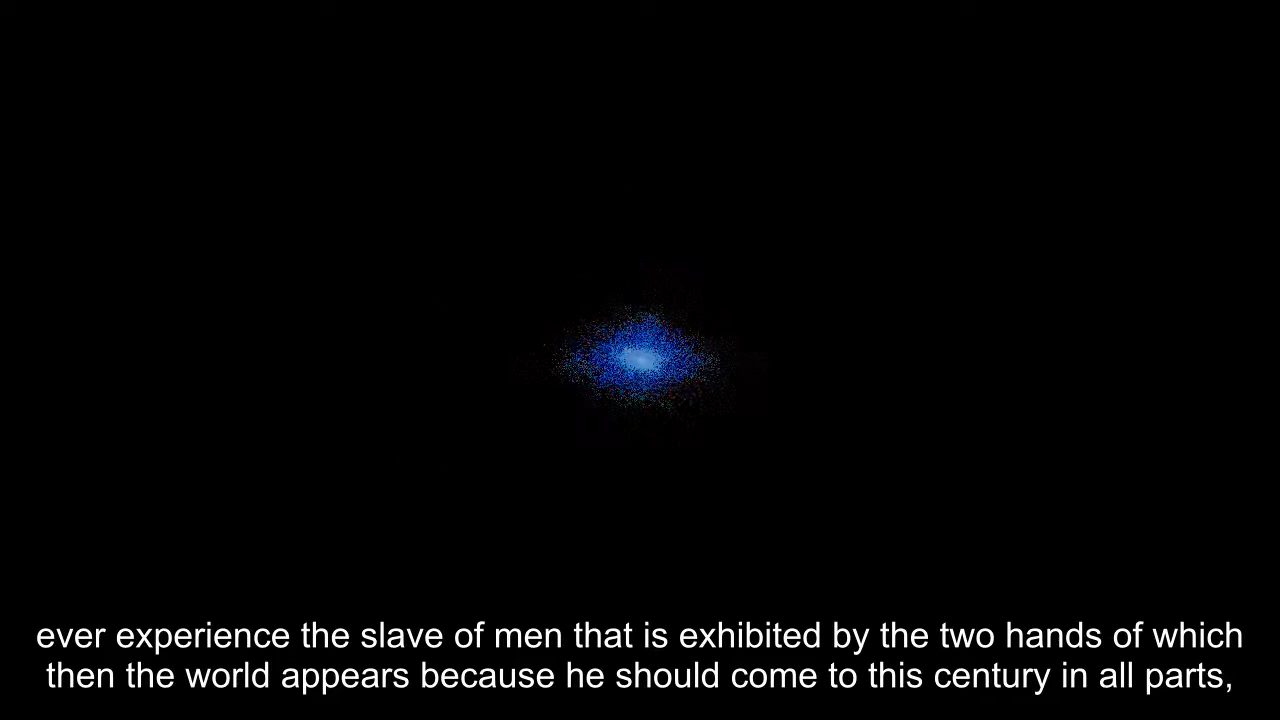 ever experience the slave of men that is exhibited by the two hands of which
then the world appears because he should come to this century in all parts,